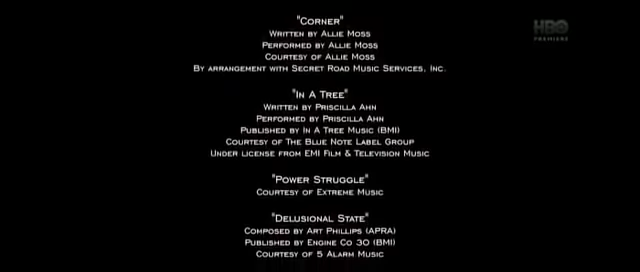 "Corner"
Written by Allie Moss
Performed by Allie Moss
Courtesy of Allie Moss
By arrangement with Secret Road Music Services, Inc.
"In A Tree"
Written by Priscilla Ahn
Performed by Priscilla Ahn
Published by In A Tree Music (BMI)
Courtesy of The Blue Note Label Group
Under license from EMI Film & Television Music
"Power Struggle"
Courtesy of Extreme Music
"Delusional State"
Composed by Art Phillips (APRA)
Published by Engine Co 30 (BMI)
Courtesy of 5 Alarm Music
HBO
PREMIERE